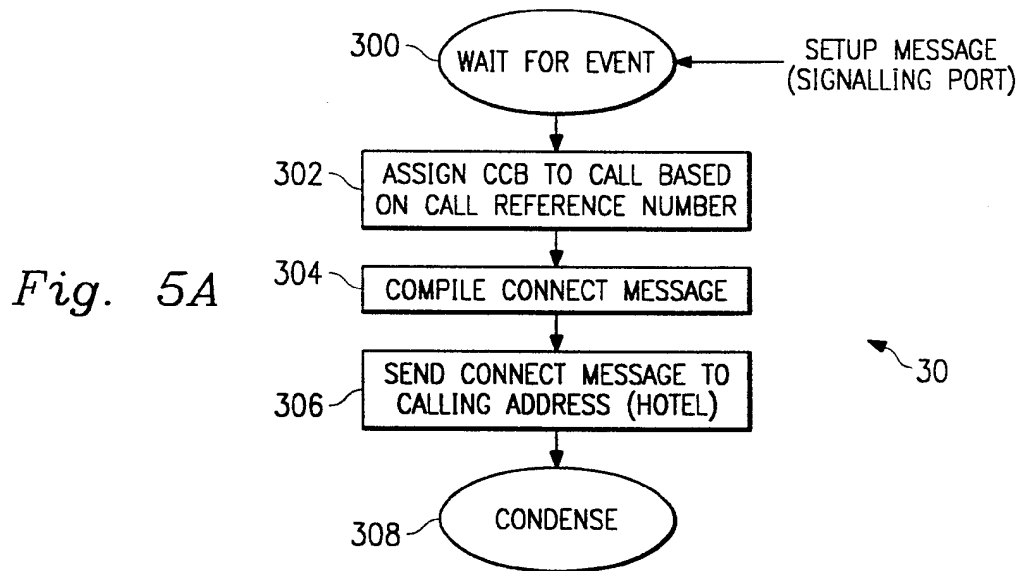 300
WAIT FOR EVENT
SETUP MESSAGE
(SIGNALLING PORT)
302
ASSIGN CCB TO CALL BASED
ON CALL REFERENCE NUMBER
Fig. 5A
304
COMPILE CONNECT MESSAGE
306
SEND CONNECT MESSAGE TO
CALLING ADDRESS (HOTEL)
30
308
CONDENSE